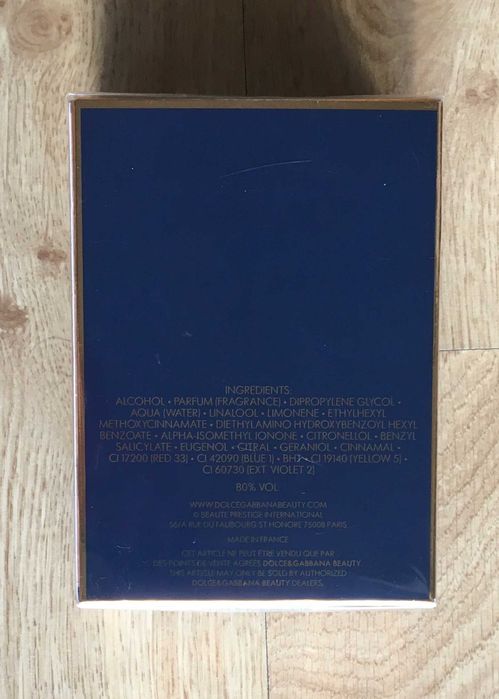 INGREDIENTS:
ALCOHOL • PARFUM (FRAGRANCE) • DIPROPYLENE GLYCOL •
AQUA (WATER) • LINALOOL • LIMONENE • ETHYLHEXYL
METHOXYCINNAMATE • DIETHYLAMINO HYDROXYBENZOYL HEXYL
BENZOATE • ALPHA-ISOMETHYL IONONE • CITRONELLOL • BENZYL
SALICYLATE • EUGENOL • CITRAL • GERANIOL • CINNAMAL •
CI 17200 (RED 33) • CI 42090 (BLUE 1) • BHT • CI 19140 (YELLOW 5) •
CI 60730 (EXT. VIOLET 2)
80% VOL
WWW.DOLCEGABBANABEAUTY.COM
© BEAUTE PRESTIGE INTERNATIONAL
56/A RUE DU FAUBOURG ST HONORE 75008 PARIS
MADE IN FRANCE
CET ARTICLE NE PEUT ÊTRE VENDU QUE PAR
DES POINTS DE VENTE AGRÉÉS DOLCE&GABBANA BEAUTY.
THIS ARTICLE MAY ONLY BE SOLD BY AUTHORIZED
DOLCE&GABBANA BEAUTY DEALERS.